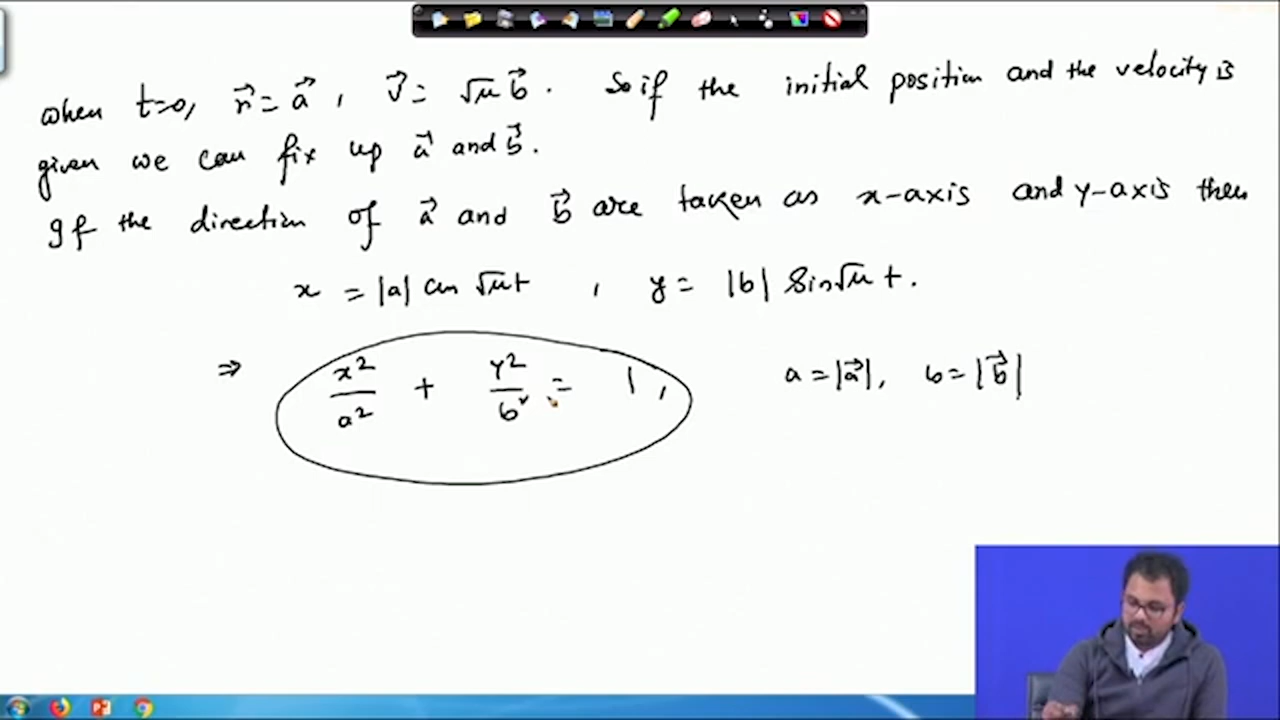 when t=0, r⃗ = a⃗, v⃗ = √μ b⃗. So if the initial position and the velocity is
given we can fix up a⃗ and b⃗.
If the direction of a⃗ and b⃗ are taken as x-axis and y-axis then
x = |a| cos √μt , y = |b| Sin√μ t.
⇒ x²/a² + y²/b² = 1, a = |a⃗|, b = |b⃗|